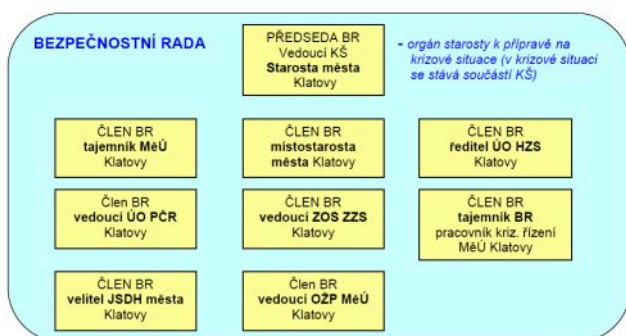 BEZPEČNOSTNÍ RADA
PŘEDSEDA BR
Vedoucí KŠ
Starosta města
Klatovy
- orgán starosty k přípravě na
krizové situace (v krizové situaci
se stává součástí KŠ)
ČLEN BR
tajemník MěÚ
Klatovy
ČLEN BR
místostarosta
města Klatovy
ČLEN BR
ředitel ÚO HZS
Klatovy
Člen BR
vedoucí ÚO PČR
Klatovy
ČLEN BR
vedoucí ZOS ZZS
Klatovy
ČLEN BR
tajemník BR
pracovník kriz. řízení
MěÚ Klatovy
ČLEN BR
velitel JSDH města
Klatovy
Člen BR
vedoucí OŽP MěÚ
Klatovy